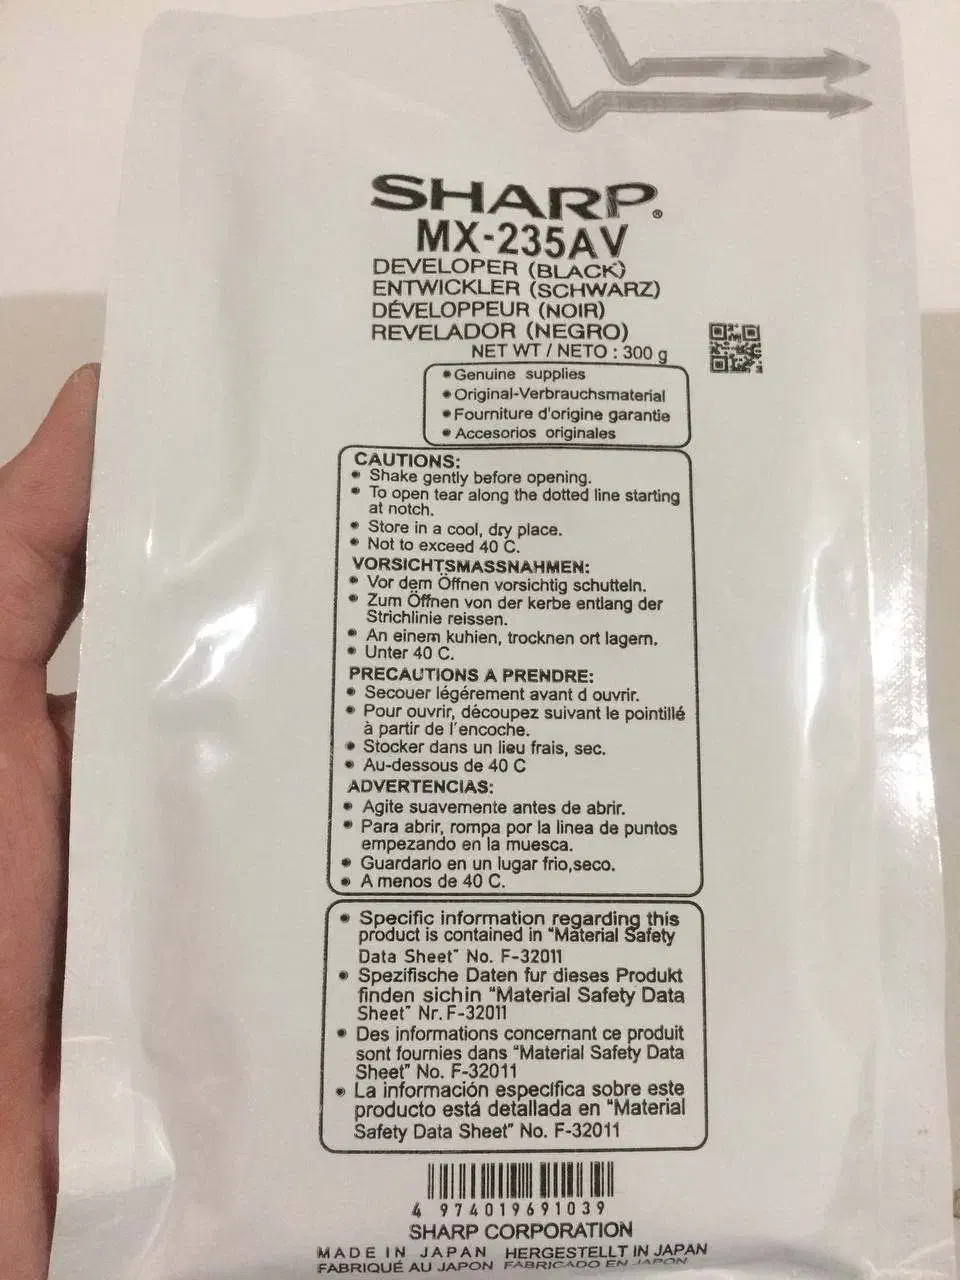 SHARP®
MX-235AV
DEVELOPER (BLACK)
ENTWICKLER (SCHWARZ)
DÉVELOPPEUR (NOIR)
REVELADOR (NEGRO)
NET WT / NETO : 300 g
• Genuine supplies
• Original-Verbrauchsmaterial
• Fourniture d'origine garantie
• Accesorios originales
CAUTIONS:
• Shake gently before opening.
• To open tear along the dotted line starting
at notch.
• Store in a cool, dry place.
• Not to exceed 40 C.
VORSICHTSMASSNAHMEN:
• Vor dem Öffnen vorsichtig schutteln.
• Zum Öffnen von der kerbe entlang der
Strichlinie reissen.
• An einem kuhien, trocknen ort lagern.
• Unter 40 C.
PRECAUTIONS A PRENDRE:
• Secouer légérement avant d ouvrir.
• Pour ouvrir, découpez suivant le pointillé
à partir de l'encoche.
• Stocker dans un lieu frais, sec.
• Au-dessous de 40 C
ADVERTENCIAS:
• Agite suavemente antes de abrir.
• Para abrir, rompa por la linea de puntos
empezando en la muesca.
• Guardarlo en un lugar frio,seco.
• A menos de 40 C.
• Specific information regarding this
product is contained in "Material Safety
Data Sheet" No. F-32011
• Spezifische Daten fur dieses Produkt
finden sichin "Material Safety Data
Sheet" Nr. F-32011
• Des informations concernant ce produit
sont fournies dans "Material Safety Data
Sheet" No. F-32011
• La información específica sobre este
producto está detallada en "Material
Safety Data Sheet" No. F-32011
4 974019691039
SHARP CORPORATION
MADE IN JAPAN HERGESTELLT IN JAPAN
FABRIQUÉ AU JAPON FABRICADO EN JAPON